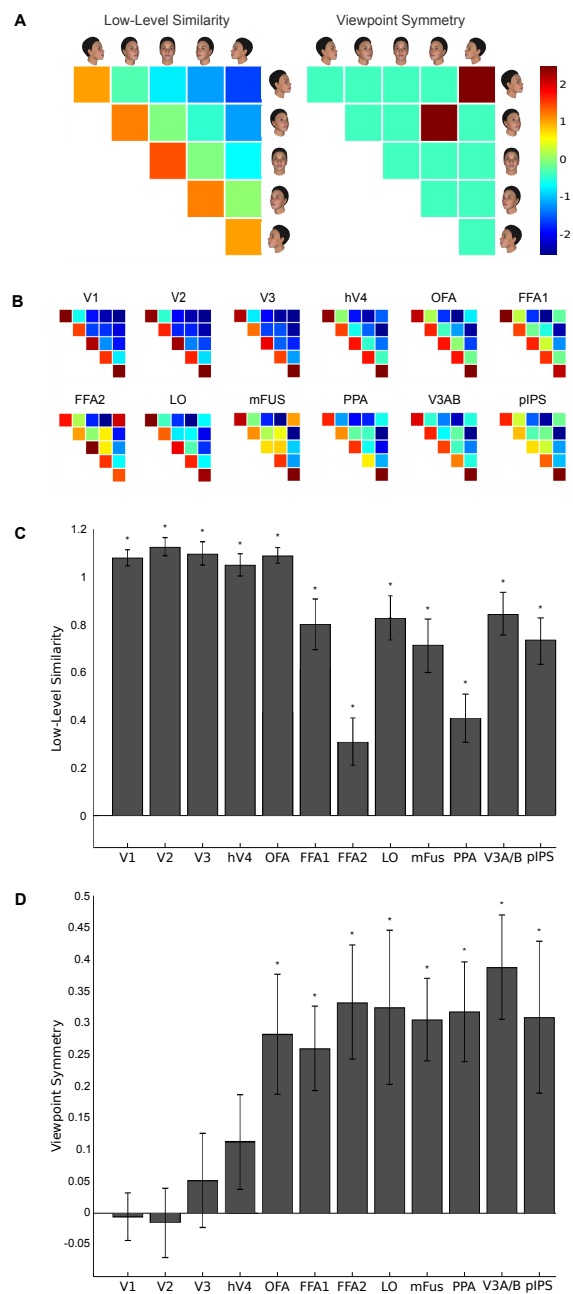 A
Low-Level Similarity
Viewpoint Symmetry
2
1
0
-1
-2
B
V1 V2 V3 hV4 OFA FFA1
FFA2 LO mFUS PPA V3AB pIPS
C
Low-Level Similarity
1.2
1
0.8
0.6
0.4
0.2
0
* * * * * * * * * * * *
V1 V2 V3 hV4 OFA FFA1 FFA2 LO mFus PPA V3A/B pIPS
D
Viewpoint Symmetry
0.5
0.45
0.4
0.35
0.3
0.25
0.2
0.15
0.1
0.05
0
-0.05
* * * * * * * *
V1 V2 V3 hV4 OFA FFA1 FFA2 LO mFus PPA V3A/B pIPS